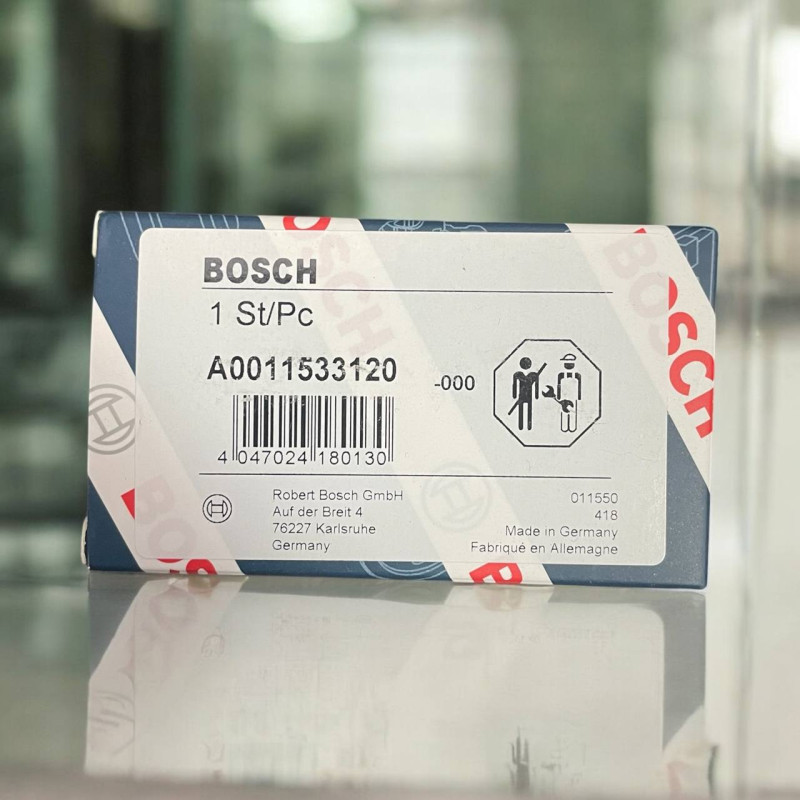 BOSCH
1 St/Pc
A0011533120
-000
4 047024 180130
Robert Bosch GmbH
Auf der Breit 4
76227 Karlsruhe
Germany
011550
418
Made in Germany
Fabriqué en Allemagne
BOSCH
BOSCH